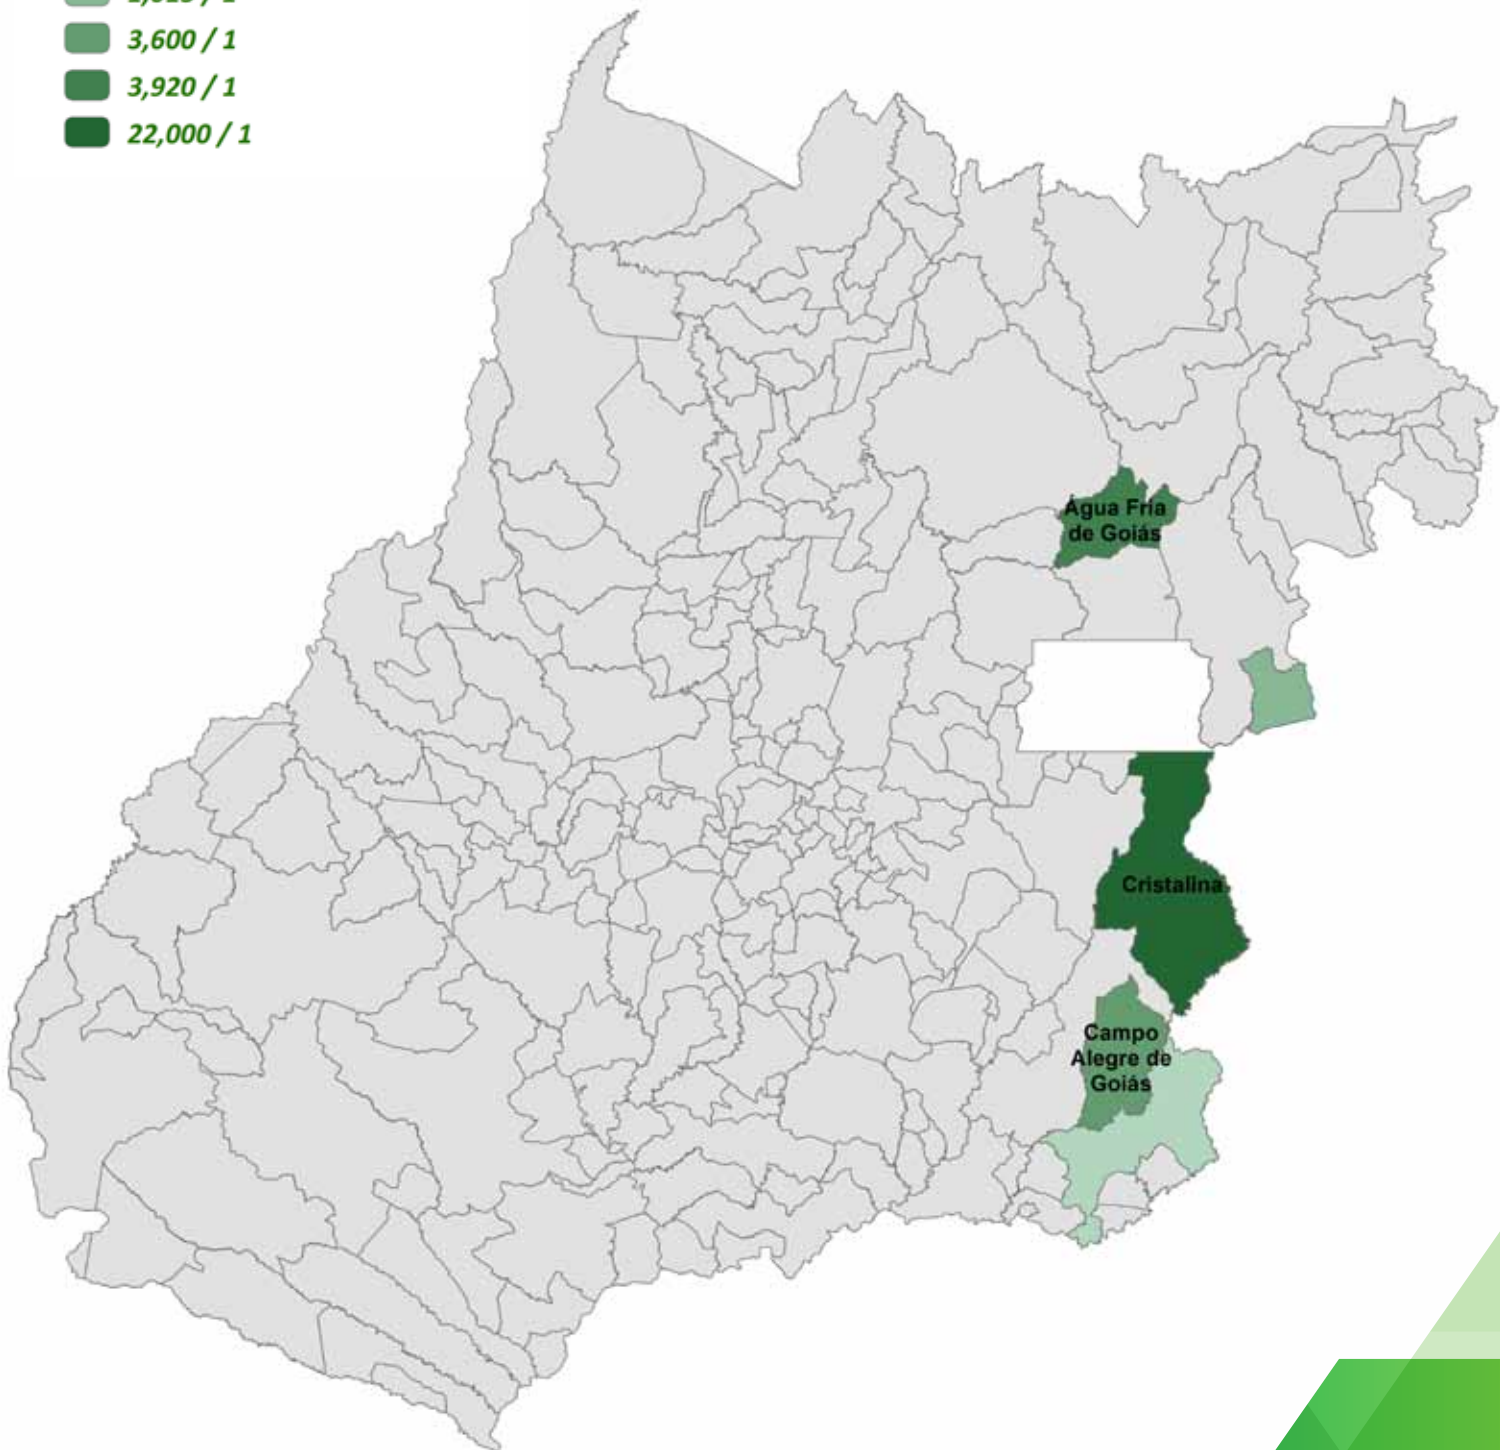 3,600 / 1
3,920 / 1
22,000 / 1
Água Fria
de Goiás
Cristalina
Campo
Alegre de
Goiás